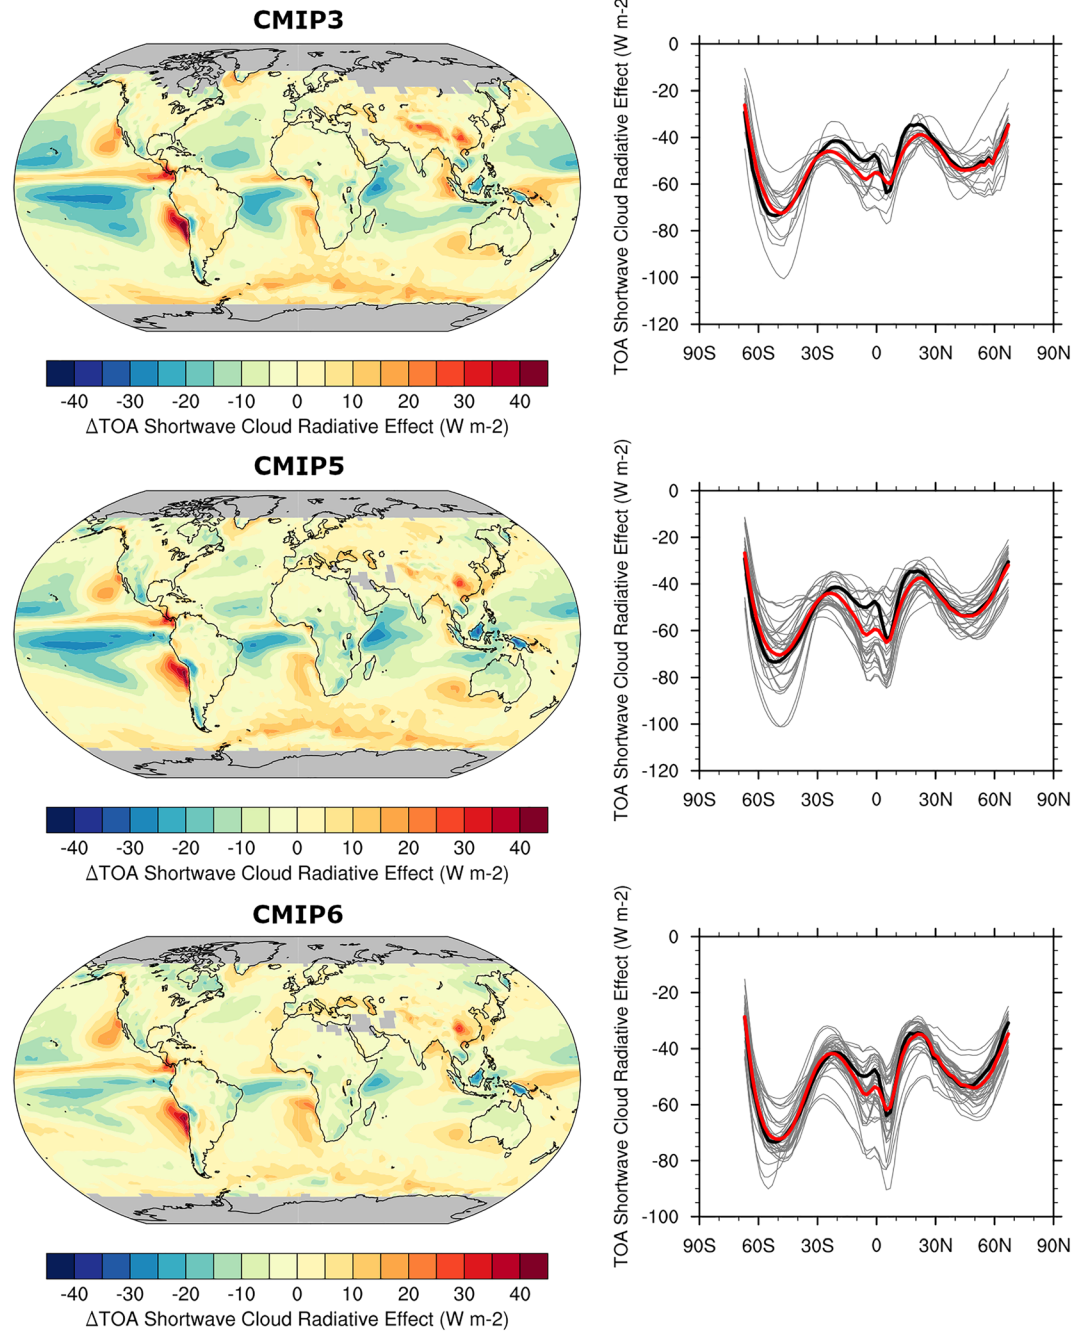 CMIP3
-40 -30 -20 -10 0 10 20 30 40
ΔTOA Shortwave Cloud Radiative Effect (W m-2)
TOA Shortwave Cloud Radiative Effect (W m-2
0
-20
-40
-60
-80
-100
-120
90S 60S 30S 0 30N 60N 90N
CMIP5
-40 -30 -20 -10 0 10 20 30 40
ΔTOA Shortwave Cloud Radiative Effect (W m-2)
TOA Shortwave Cloud Radiative Effect (W m-2)
0
-20
-40
-60
-80
-100
-120
90S 60S 30S 0 30N 60N 90N
CMIP6
-40 -30 -20 -10 0 10 20 30 40
ΔTOA Shortwave Cloud Radiative Effect (W m-2)
TOA Shortwave Cloud Radiative Effect (W m-2)
0
-20
-40
-60
-80
-100
90S 60S 30S 0 30N 60N 90N